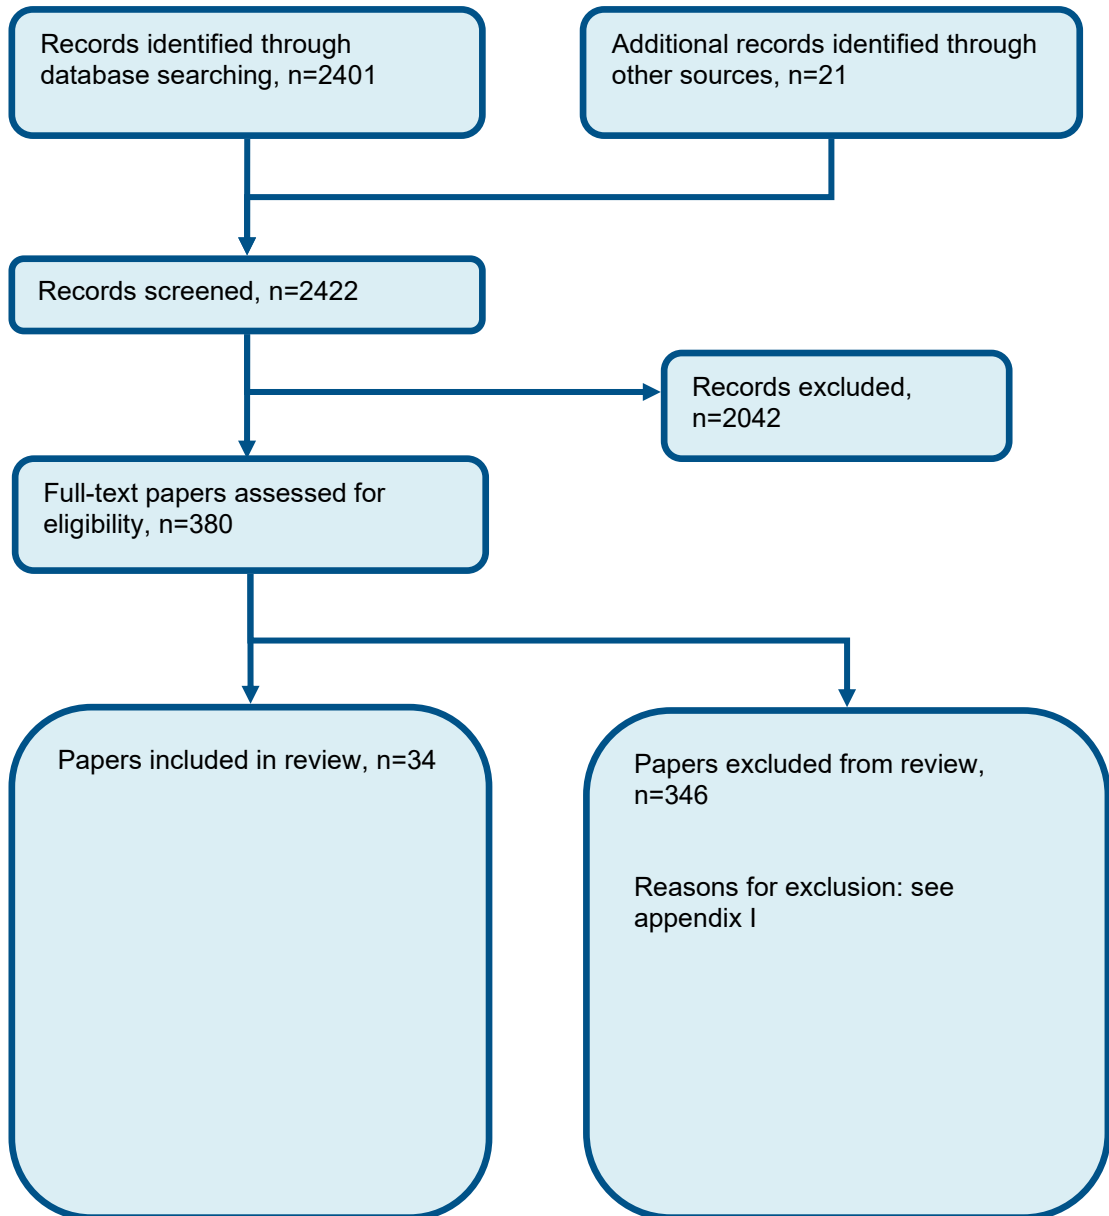 Records identified through
database searching, n=2401
Additional records identified through
other sources, n=21
Records screened, n=2422
Records excluded,
n=2042
Full-text papers assessed for
eligibility, n=380
Papers included in review, n=34
Papers excluded from review,
n=346
Reasons for exclusion: see
appendix I